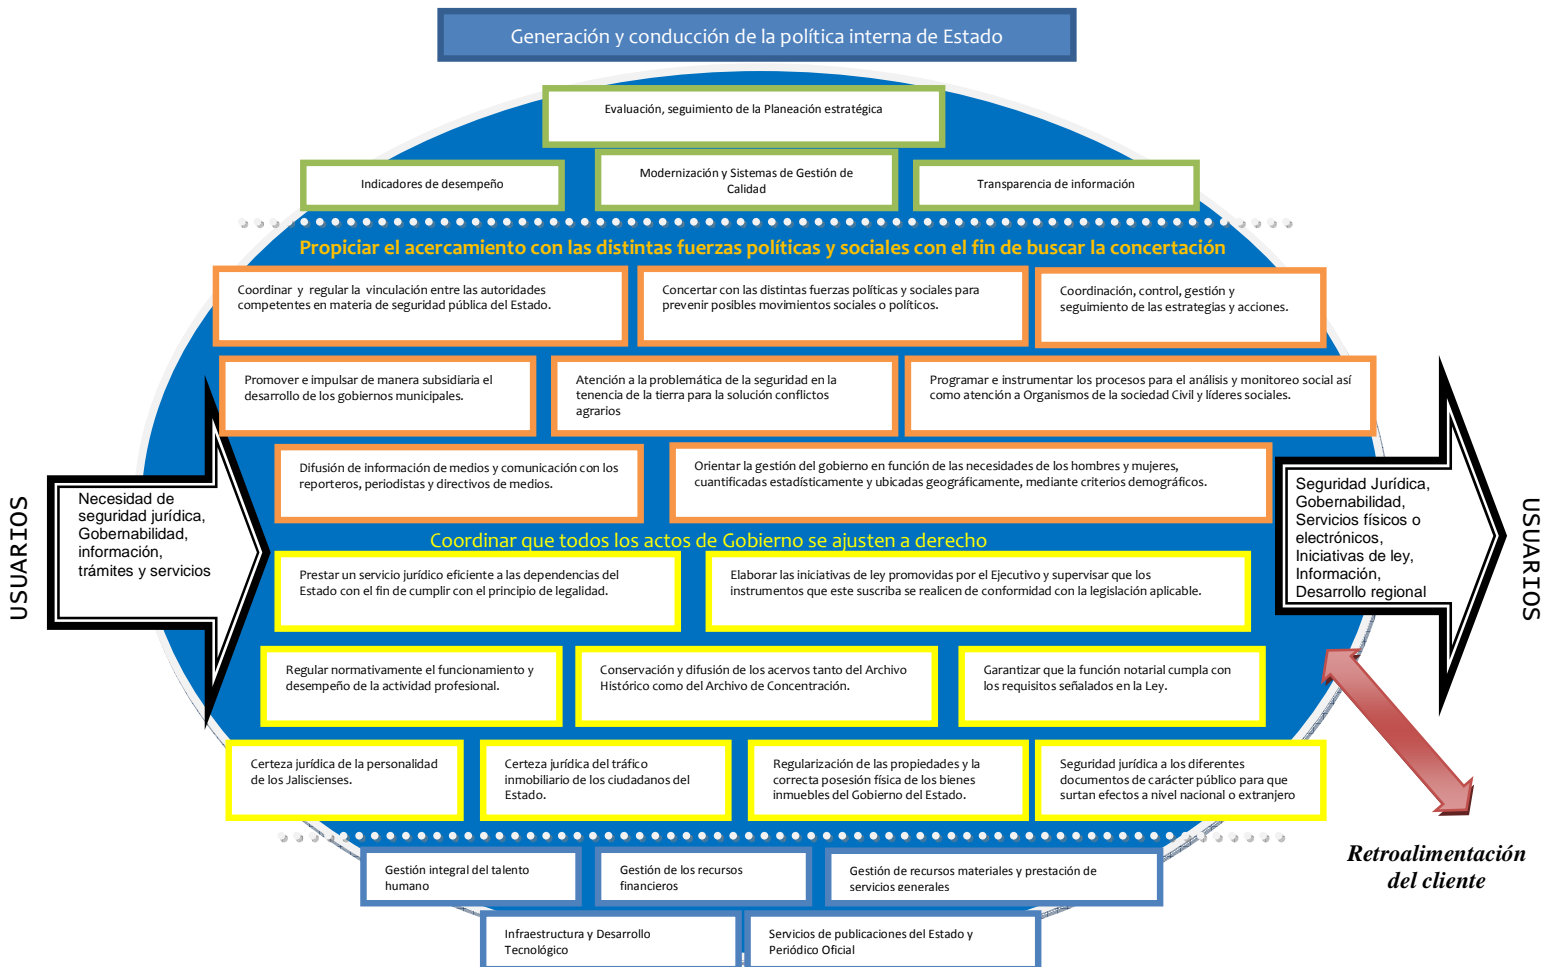 Generación y conducción de la política interna de Estado
Evaluación, seguimiento de la Planeación estratégica
Indicadores de desempeño
Modernización y Sistemas de Gestión de
Calidad
Transparencia de información
Propiciar el acercamiento con las distintas fuerzas políticas y sociales con el fin de buscar la concertación
Coordinar y regular la vinculación entre las autoridades
competentes en materia de seguridad pública del Estado.
Concertar con las distintas fuerzas políticas y sociales para
prevenir posibles movimientos sociales o políticos.
Coordinación, control, gestión y
seguimiento de las estrategias y acciones.
Promover e impulsar de manera subsidiaria el
desarrollo de los gobiernos municipales.
Atención a la problemática de la seguridad en la
tenencia de la tierra para la solución conflictos
agrarios
Programar e instrumentar los procesos para el análisis y monitoreo social así
como atención a Organismos de la sociedad Civil y líderes sociales.
Difusión de información de medios y comunicación con los
reporteros, periodistas y directivos de medios.
Orientar la gestión del gobierno en función de las necesidades de los hombres y mujeres,
cuantificadas estadísticamente y ubicadas geográficamente, mediante criterios demográficos.
USUARIOS
Necesidad de
seguridad jurídica,
Gobernabilidad,
información,
trámites y servicios
Seguridad Jurídica,
Gobernabilidad,
Servicios físicos o
electrónicos,
Iniciativas de ley,
Información,
Desarrollo regional
USUARIOS
Coordinar que todos los actos de Gobierno se ajusten a derecho
Prestar un servicio jurídico eficiente a las dependencias del
Estado con el fin de cumplir con el principio de legalidad.
Elaborar las iniciativas de ley promovidas por el Ejecutivo y supervisar que los
instrumentos que este suscriba se realicen de conformidad con la legislación aplicable.
Regular normativamente el funcionamiento y
desempeño de la actividad profesional.
Conservación y difusión de los acervos tanto del Archivo
Histórico como del Archivo de Concentración.
Garantizar que la función notarial cumpla con
los requisitos señalados en la Ley.
Certeza jurídica de la personalidad
de los Jaliscienses.
Certeza jurídica del tráfico
inmobiliario de los ciudadanos del
Estado.
Regularización de las propiedades y la
correcta posesión física de los bienes
inmuebles del Gobierno del Estado.
Seguridad jurídica a los diferentes
documentos de carácter público para que
surtan efectos a nivel nacional o extranjero
Retroalimentación
del cliente
Gestión integral del talento
humano
Gestión de los recursos
financieros
Gestión de recursos materiales y prestación de
servicios generales
Infraestructura y Desarrollo
Tecnológico
Servicios de publicaciones del Estado y
Periódico Oficial